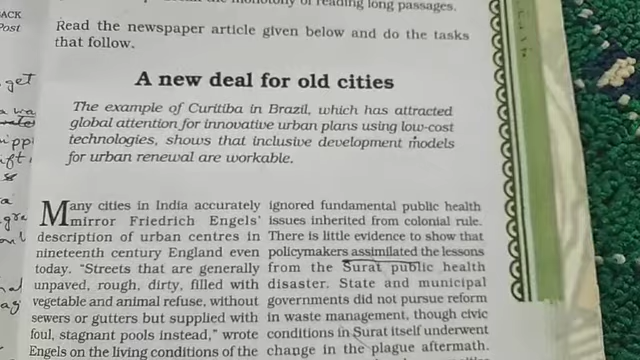 of reading long passages.
ACK
Post
Read the newspaper article given below and do the tasks
that follow.
get
A new deal for old cities
The example of Curitiba in Brazil, which has attracted
global attention for innovative urban plans using low-cost
technologies, shows that inclusive development models
for urban renewal are workable.
Many cities in India accurately
mirror Friedrich Engels'
description of urban centres in
nineteenth century England even
today. "Streets that are generally
unpaved, rough, dirty, filled with
vegetable and animal refuse, without
sewers or gutters but supplied with
foul, stagnant pools instead," wrote
Engels on the living conditions of the
ignored fundamental public health
issues inherited from colonial rule.
There is little evidence to show that
policymakers assimilated the lessons
from the Surat public health
disaster. State and municipal
governments did not pursue reform
in waste management, though civic
conditions in Surat itself underwent
change in the plague aftermath.